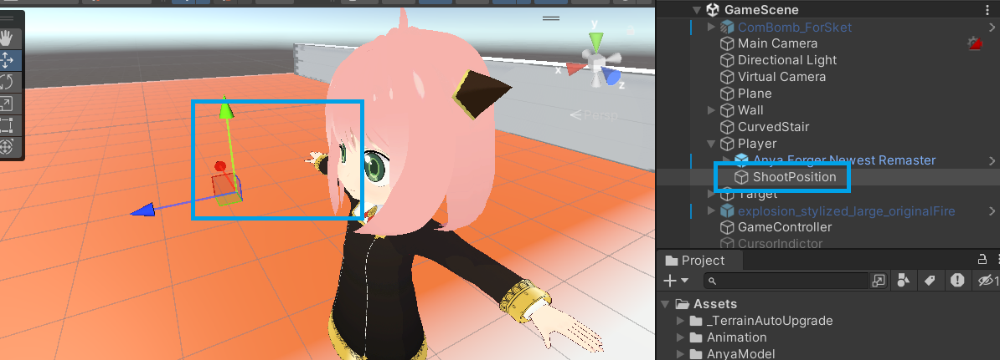 GameScene
ComBomb_ForSket
Main Camera
Directional Light
Virtual Camera
Plane
Wall
CurvedStair
Player
Anya Forger Newest Remaster
ShootPosition
Target
explosion_stylized_large_originalFire
GameController
CursorIndictor
y
x
z
Persp
Project
1
Assets
_TerrainAutoUpgrade
Animation
AnyaModel